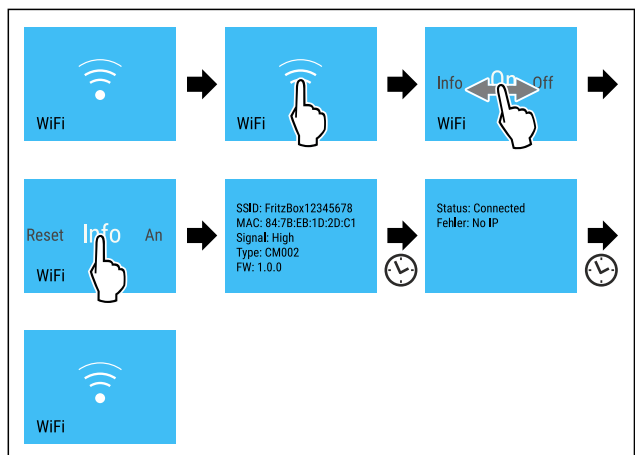 WiFi
WiFi
Info On Off
WiFi
Reset Info An
WiFi
SSID: FritzBox12345678
MAC: 84:7B:EB:1D:2D:C1
Signal: High
Type: CM002
FW: 1.0.0
Status: Connected
Fehler: No IP
WiFi